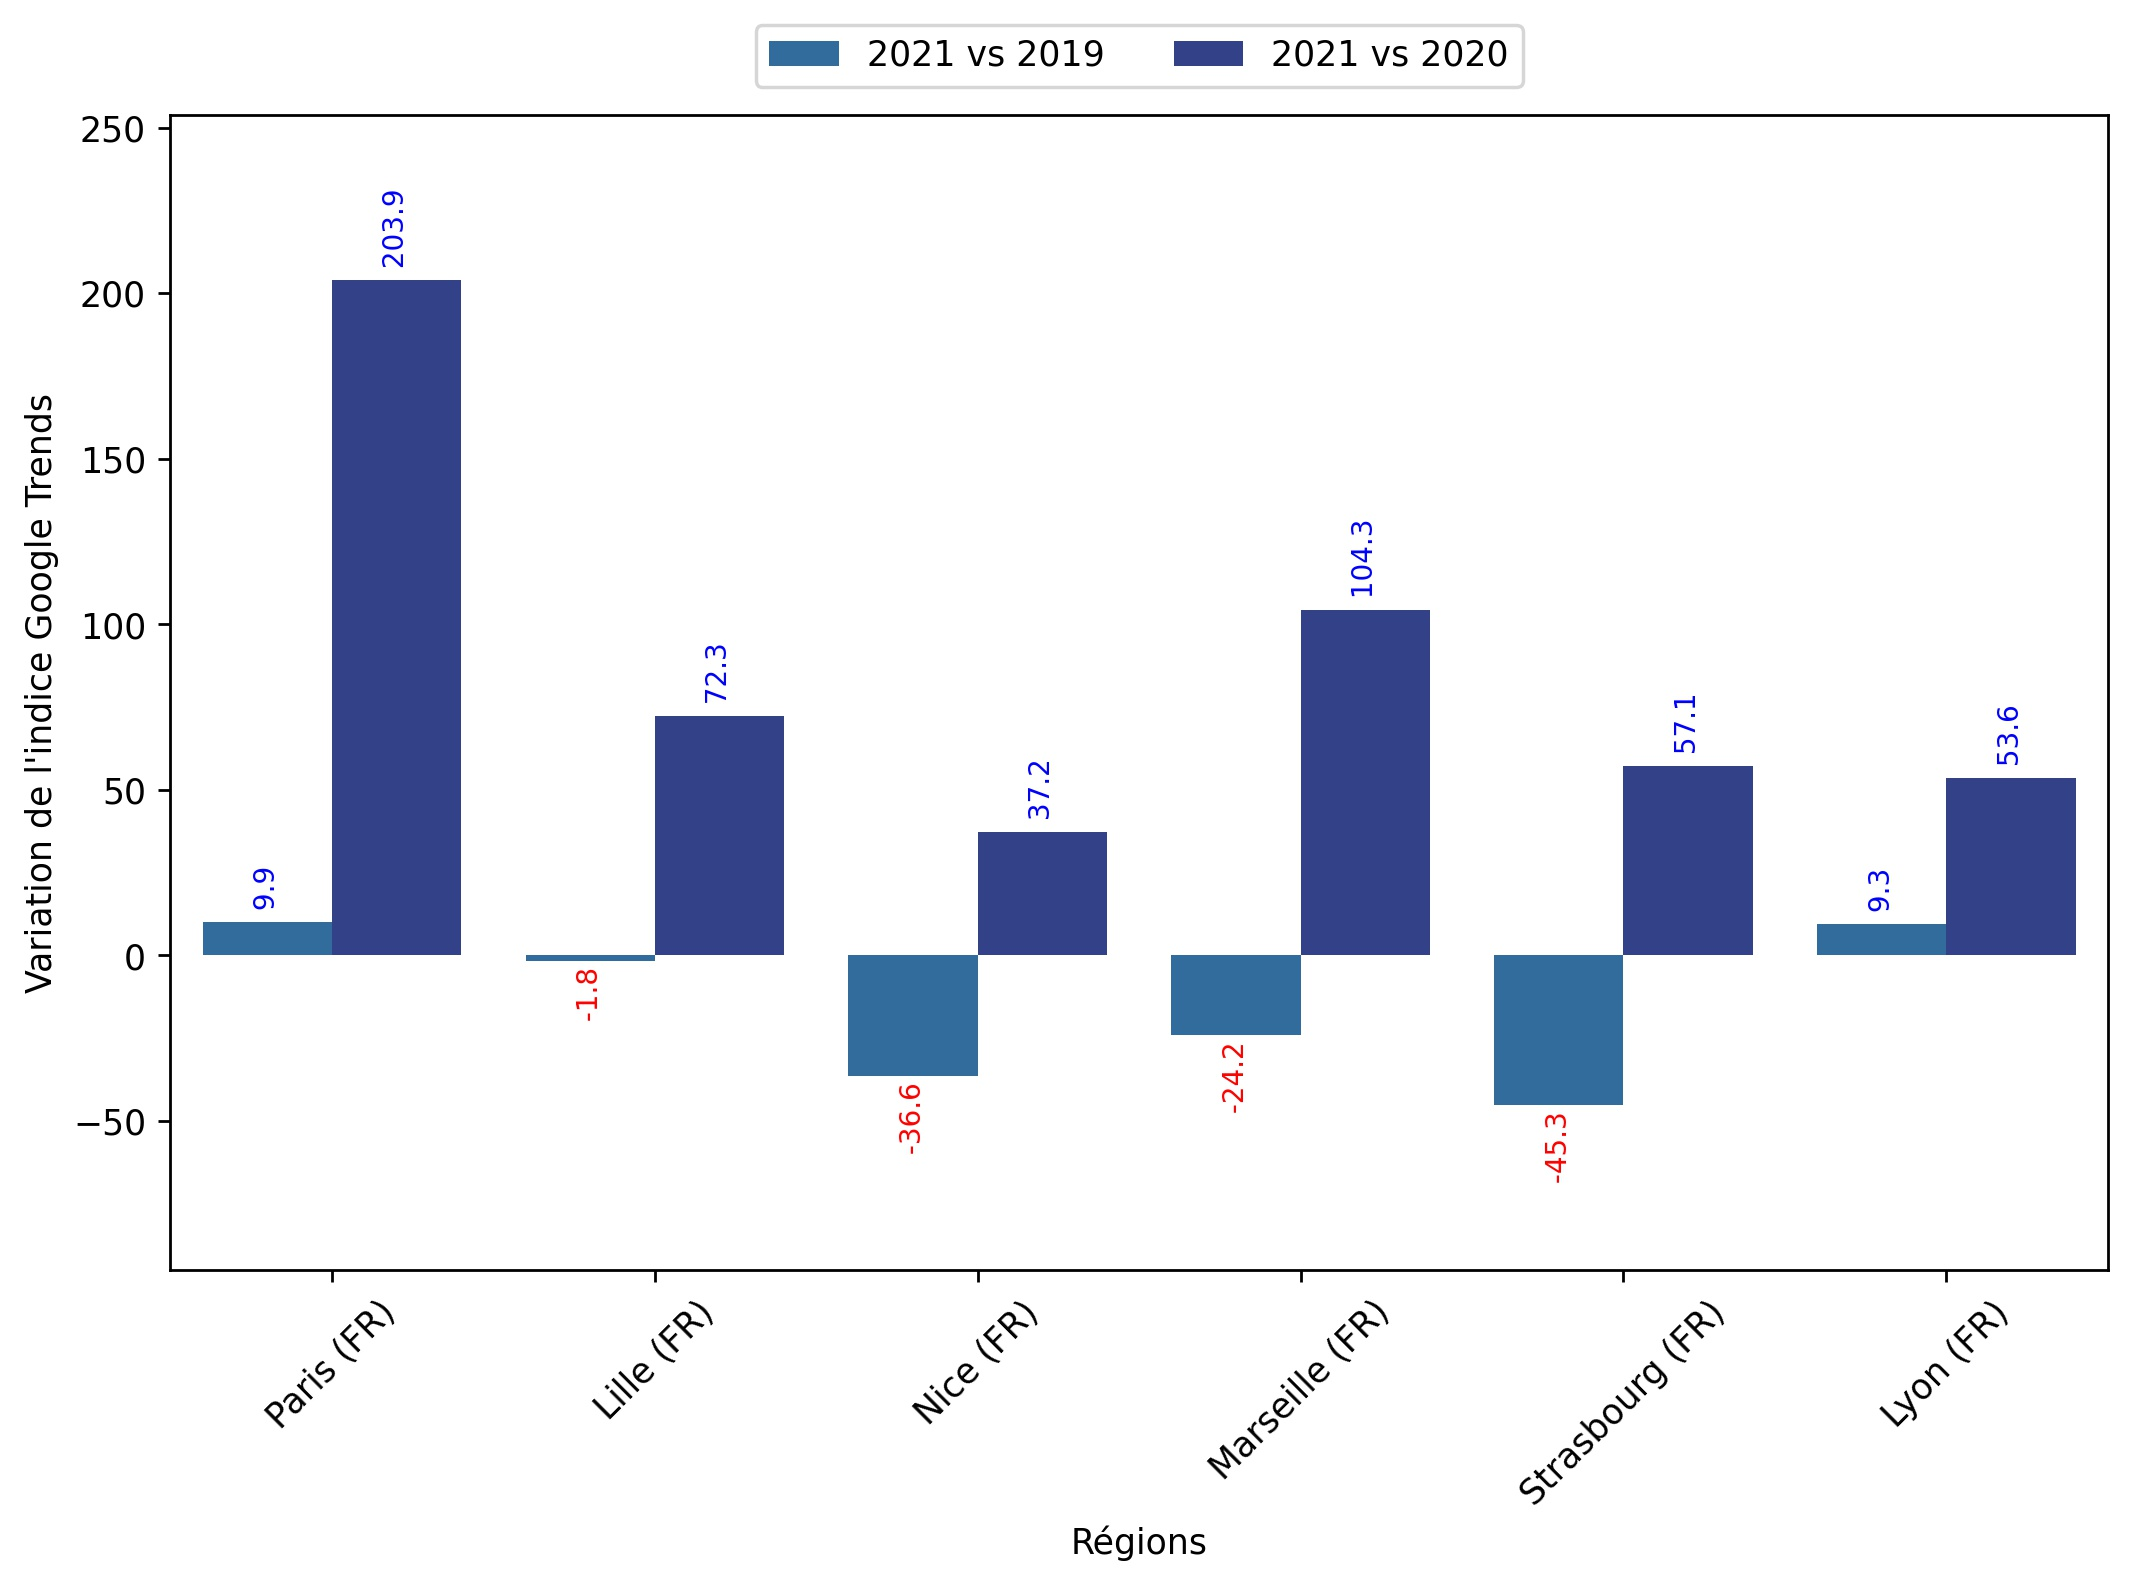 2021 vs 2019
2021 vs 2020
Variation de l'indice Google Trends
250
200
150
100
50
0
−50
9.9
203.9
-1.8
72.3
-36.6
37.2
-24.2
104.3
-45.3
57.1
9.3
53.6
Paris (FR)
Lille (FR)
Nice (FR)
Marseille (FR)
Strasbourg (FR)
Lyon (FR)
Régions